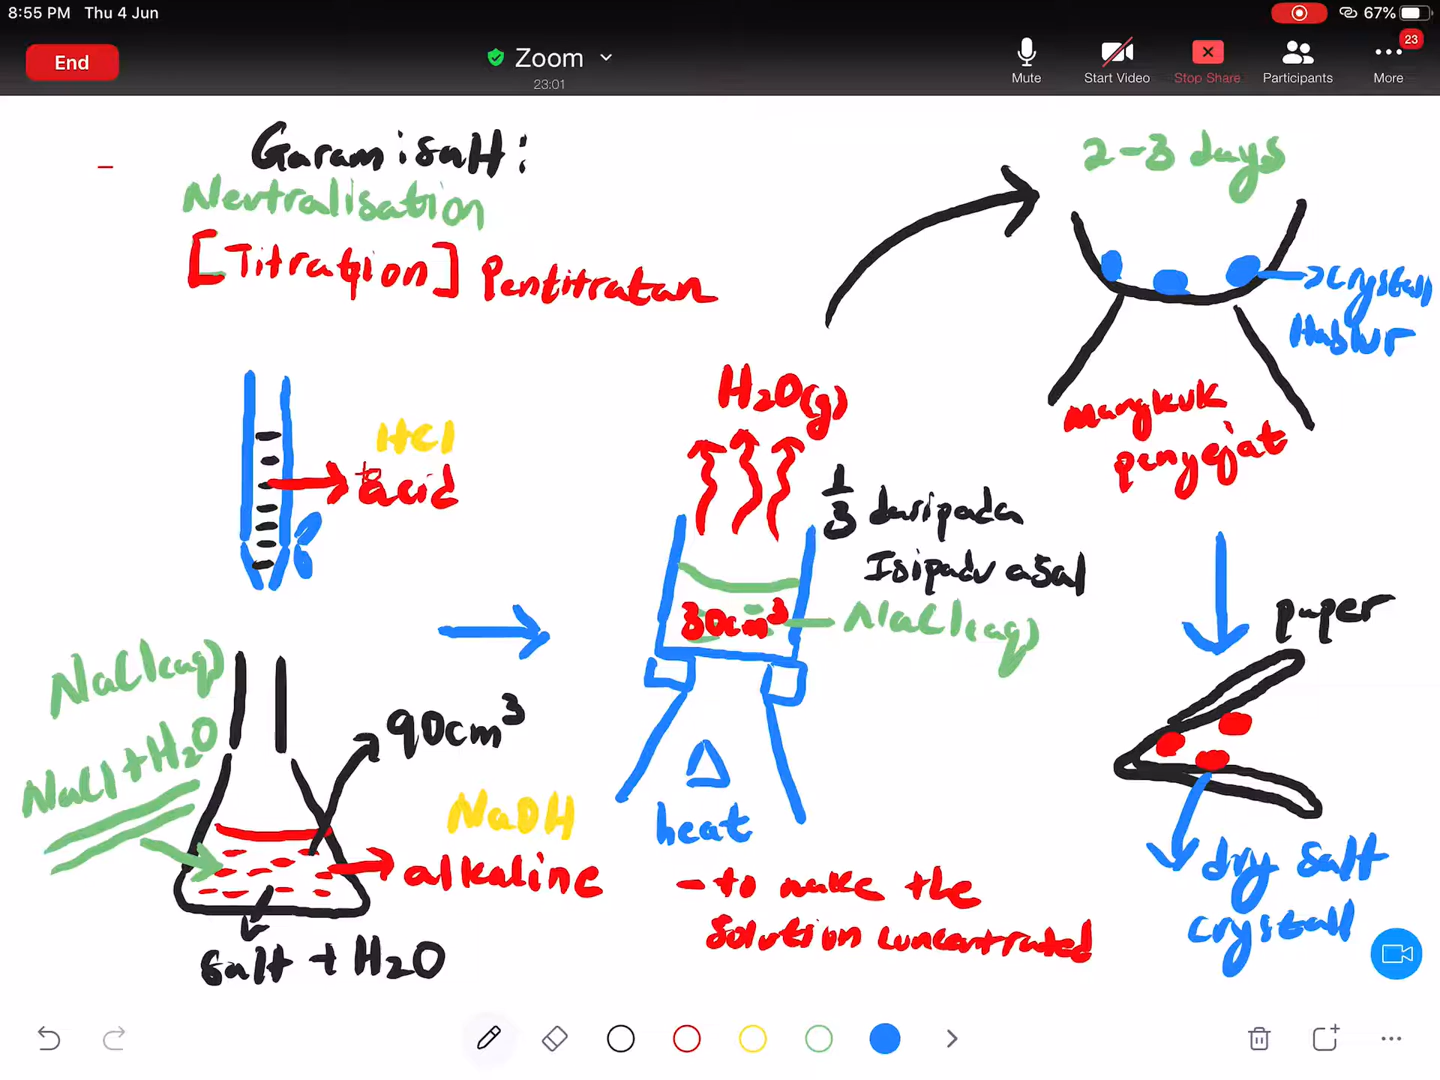 8:55 PM Thu 4 Jun
67%
End
Zoom
23:01
Mute
Start Video
Stop Share
Participants
More
23
Garam : salt :
Neutralisation
[Titration] Pentitratan
HCl
acid
NaCl(aq)
NaCl + H2O
90cm³
NaOH
alkaline
salt + H2O
H2O(g)
1/3 daripada
Isipadu asal
30cm³
NaCl(aq)
heat
- to make the
solution concentrated
2-3 days
crystall
Hablur
mangkuk
penyejat
paper
dry salt
crystall